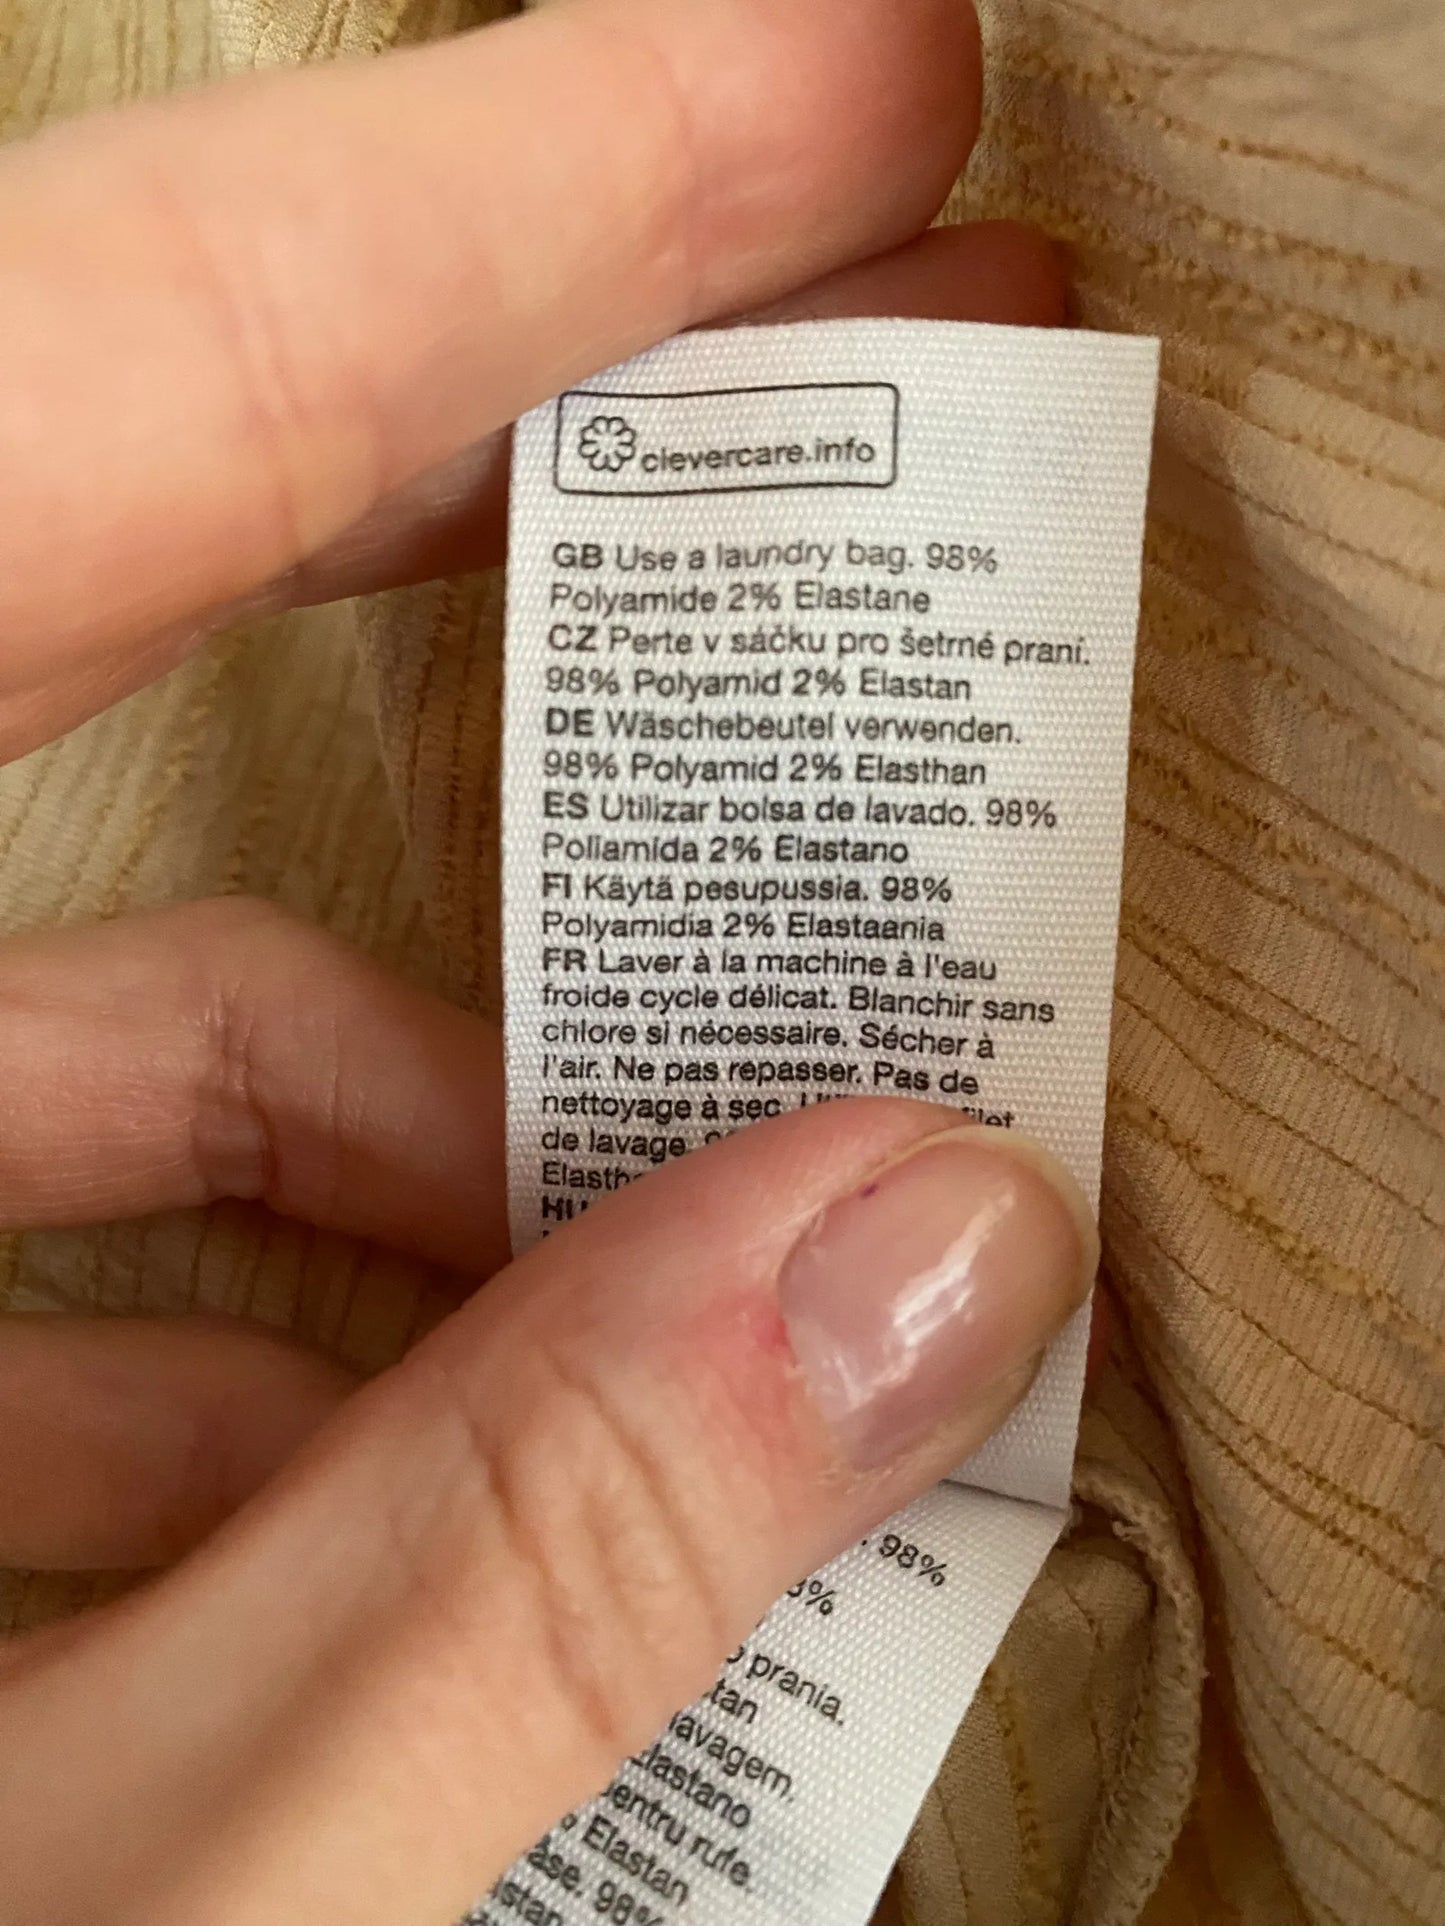 clevercare.info
GB Use a laundry bag. 98%
Polyamide 2% Elastane
CZ Perte v sáčku pro šetrné praní.
98% Polyamid 2% Elastan
DE Wäschebeutel verwenden.
98% Polyamid 2% Elasthan
ES Utilizar bolsa de lavado. 98%
Poliamida 2% Elastano
FI Käytä pesupussia. 98%
Polyamidia 2% Elastaania
FR Laver à la machine à l'eau
froide cycle délicat. Blanchir sans
chlore si nécessaire. Sécher à
l'air. Ne pas repasser. Pas de
nettoyage à sec.
de lavage.
98%
prania.
lavagem.
Elastano
rufe.
Elastan
98%